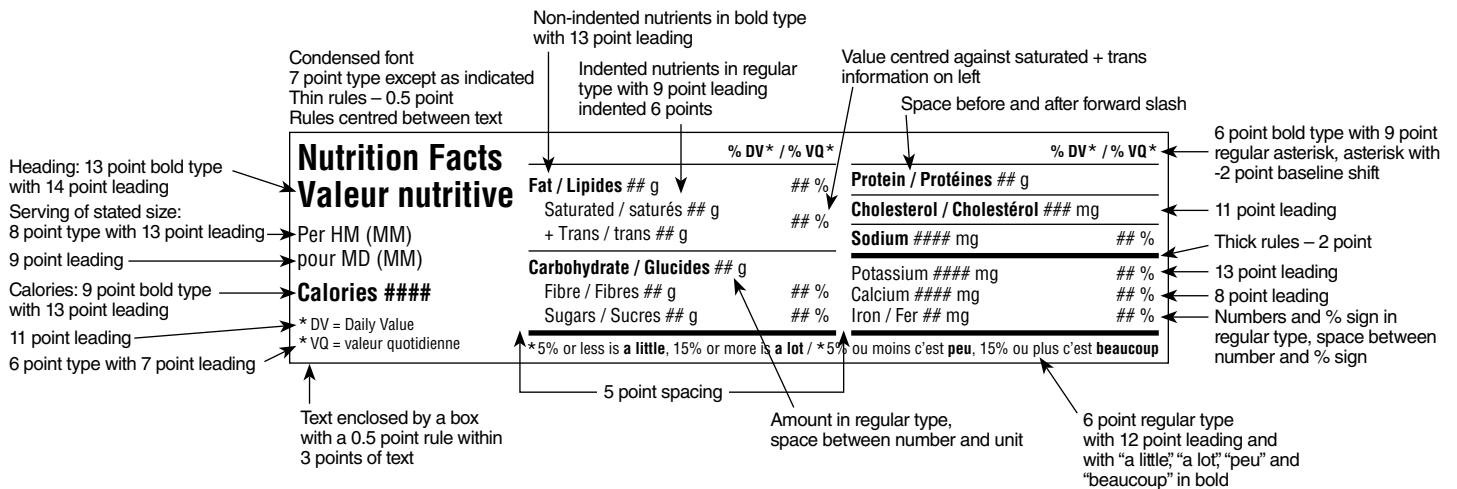 Non-indented nutrients in bold type
with 13 point leading
Condensed font
7 point type except as indicated
Thin rules – 0.5 point
Rules centred between text
Indented nutrients in regular
type with 9 point leading
indented 6 points
Value centred against saturated + trans
information on left
Space before and after forward slash
Heading: 13 point bold type
with 14 point leading
Serving of stated size:
8 point type with 13 point leading
9 point leading
Calories: 9 point bold type
with 13 point leading
11 point leading
6 point type with 7 point leading
Nutrition Facts
Valeur nutritive
Per HM (MM)
pour MD (MM)
Calories ####
* DV = Daily Value
* VQ = valeur quotidienne
% DV* / % VQ*
Fat / Lipides ## g ## %
Saturated / saturés ## g
+ Trans / trans ## g
## %
Carbohydrate / Glucides ## g
Fibre / Fibres ## g ## %
Sugars / Sucres ## g ## %
% DV* / % VQ*
Protein / Protéines ## g
Cholesterol / Cholestérol ### mg
Sodium #### mg ## %
Potassium #### mg ## %
Calcium #### mg ## %
Iron / Fer ## mg ## %
*5% or less is a little, 15% or more is a lot / *5% ou moins c'est peu, 15% ou plus c'est beaucoup
6 point bold type with 9 point
regular asterisk, asterisk with
-2 point baseline shift
11 point leading
Thick rules – 2 point
13 point leading
8 point leading
Numbers and % sign in
regular type, space between
number and % sign
Text enclosed by a box
with a 0.5 point rule within
3 points of text
5 point spacing
Amount in regular type,
space between number and unit
6 point regular type
with 12 point leading and
with “a little”, “a lot”, “peu” and
“beaucoup” in bold